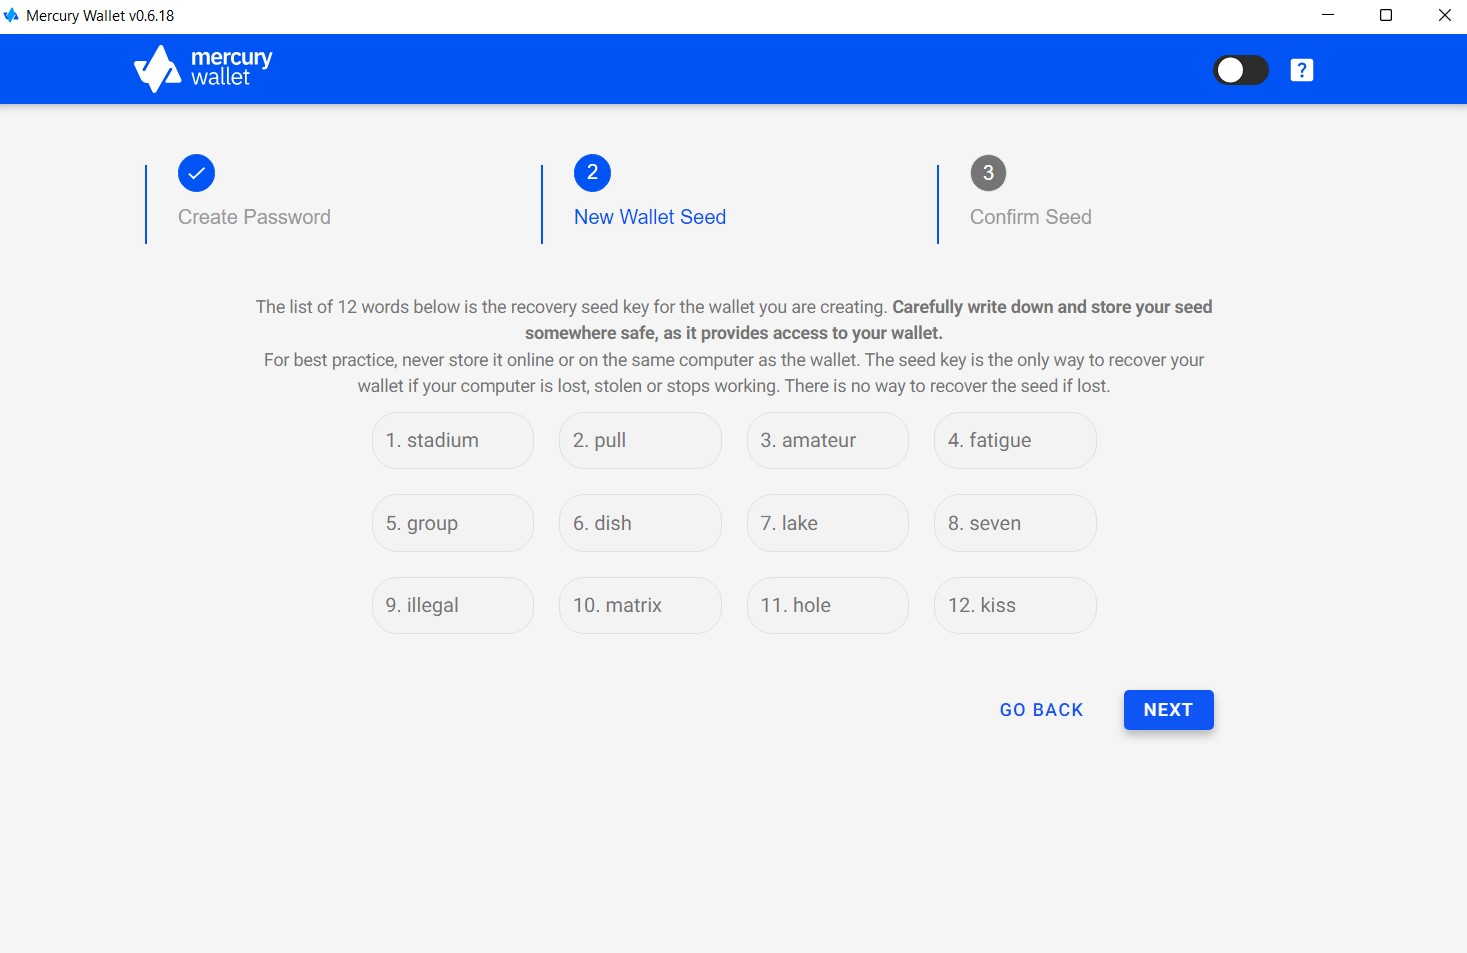 Mercury Wallet v0.6.18
mercury
wallet
?
2
3
Create Password
New Wallet Seed
Confirm Seed
The list of 12 words below is the recovery seed key for the wallet you are creating. Carefully write down and store your seed
somewhere safe, as it provides access to your wallet.
For best practice, never store it online or on the same computer as the wallet. The seed key is the only way to recover your
wallet if your computer is lost, stolen or stops working. There is no way to recover the seed if lost.
1. stadium 2. pull 3. amateur 4. fatigue
5. group 6. dish 7. lake 8. seven
9. illegal 10. matrix 11. hole 12. kiss
GO BACK NEXT